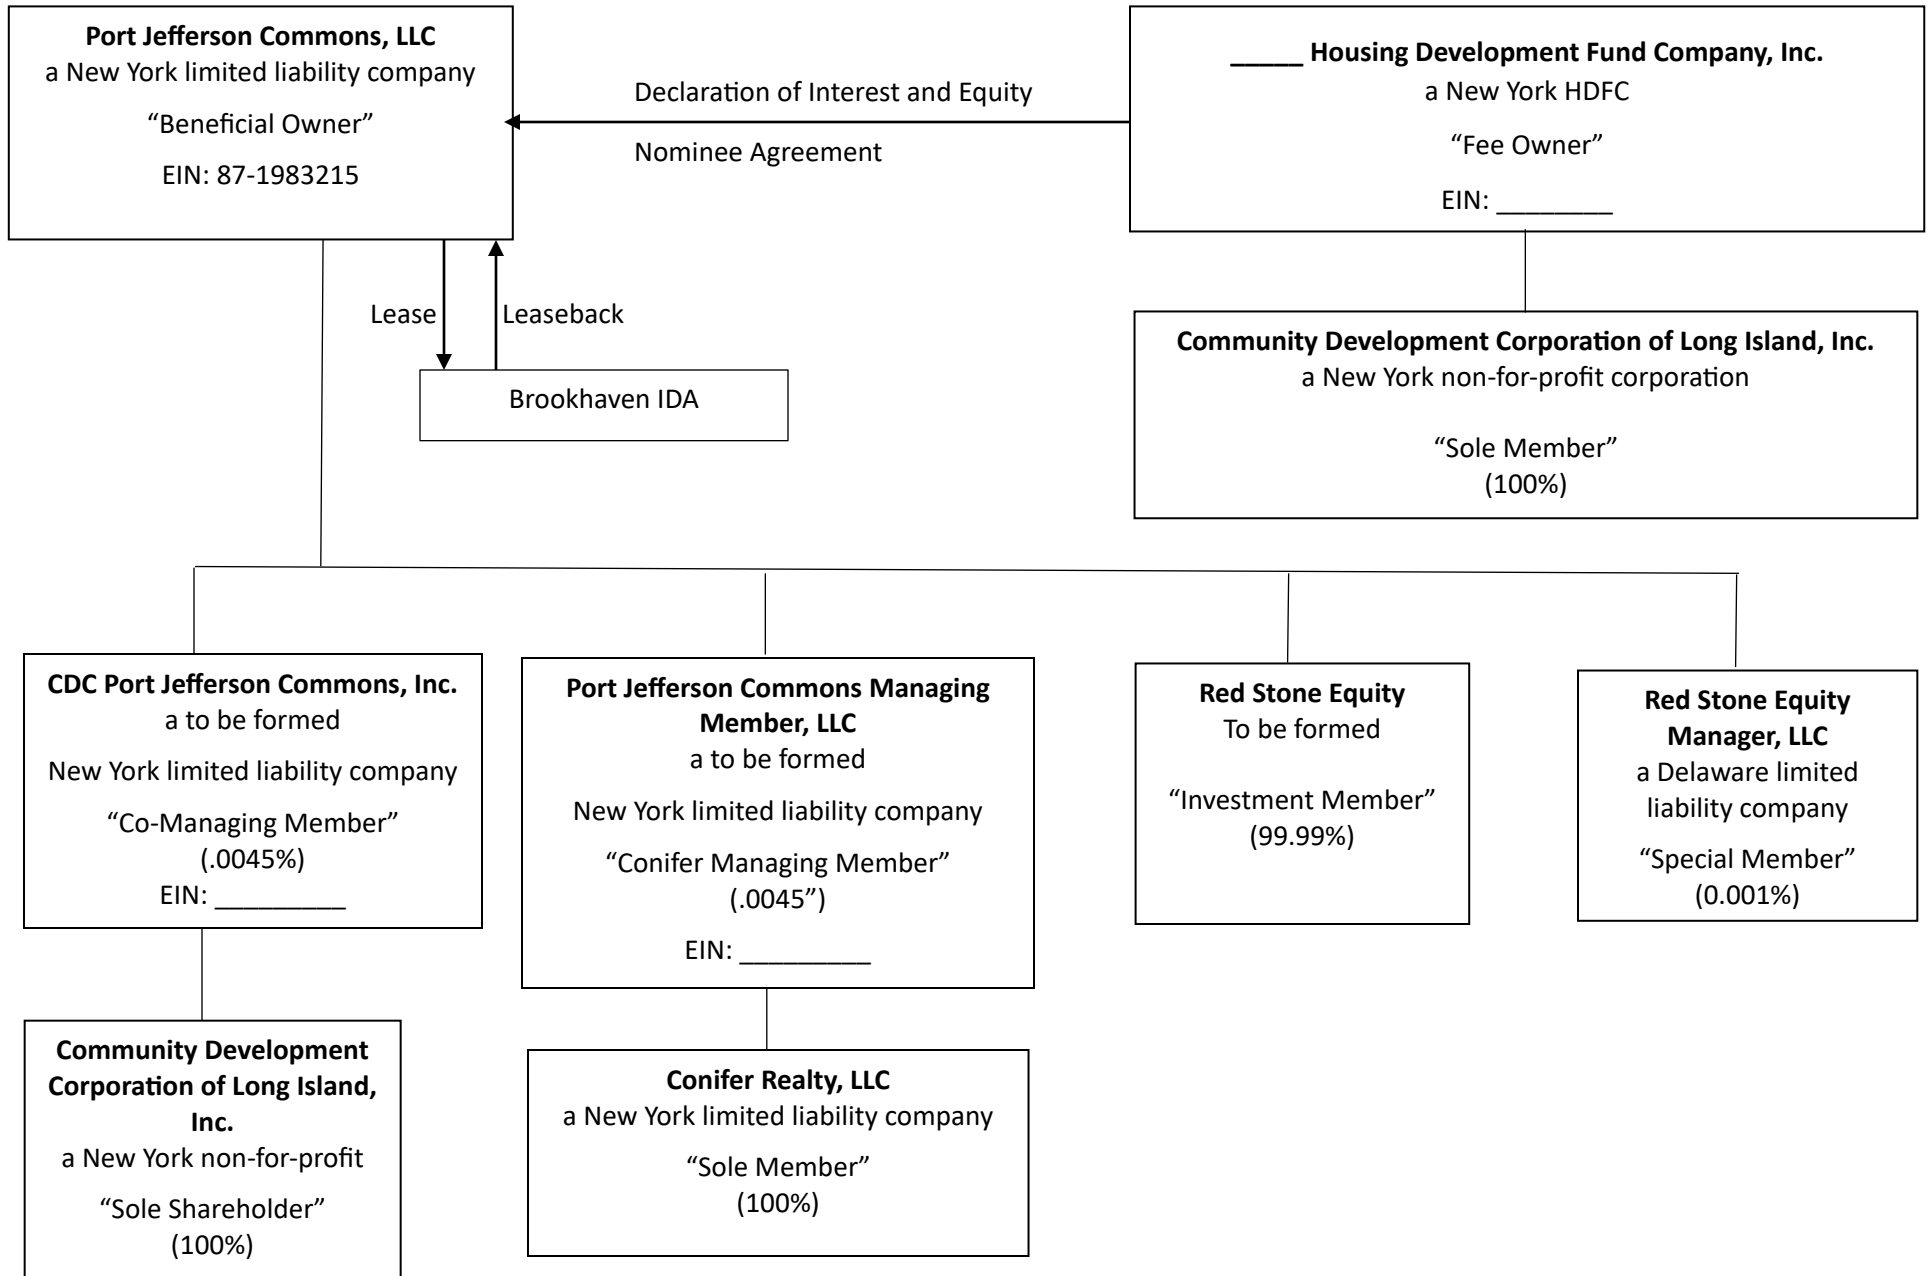 Port Jefferson Commons, LLC
a New York limited liability company
“Beneficial Owner”
EIN: 87-1983215
Declaration of Interest and Equity
Nominee Agreement
_____ Housing Development Fund Company, Inc.
a New York HDFC
“Fee Owner”
EIN: ________
Lease
Leaseback
Brookhaven IDA
Community Development Corporation of Long Island, Inc.
a New York non-for-profit corporation
“Sole Member”
(100%)
CDC Port Jefferson Commons, Inc.
a to be formed
New York limited liability company
“Co-Managing Member”
(.0045%)
EIN: _________
Port Jefferson Commons Managing
Member, LLC
a to be formed
New York limited liability company
“Conifer Managing Member”
(.0045”)
EIN: _________
Red Stone Equity
To be formed
“Investment Member”
(99.99%)
Red Stone Equity
Manager, LLC
a Delaware limited
liability company
“Special Member”
(0.001%)
Community Development
Corporation of Long Island,
Inc.
a New York non-for-profit
“Sole Shareholder”
(100%)
Conifer Realty, LLC
a New York limited liability company
“Sole Member”
(100%)